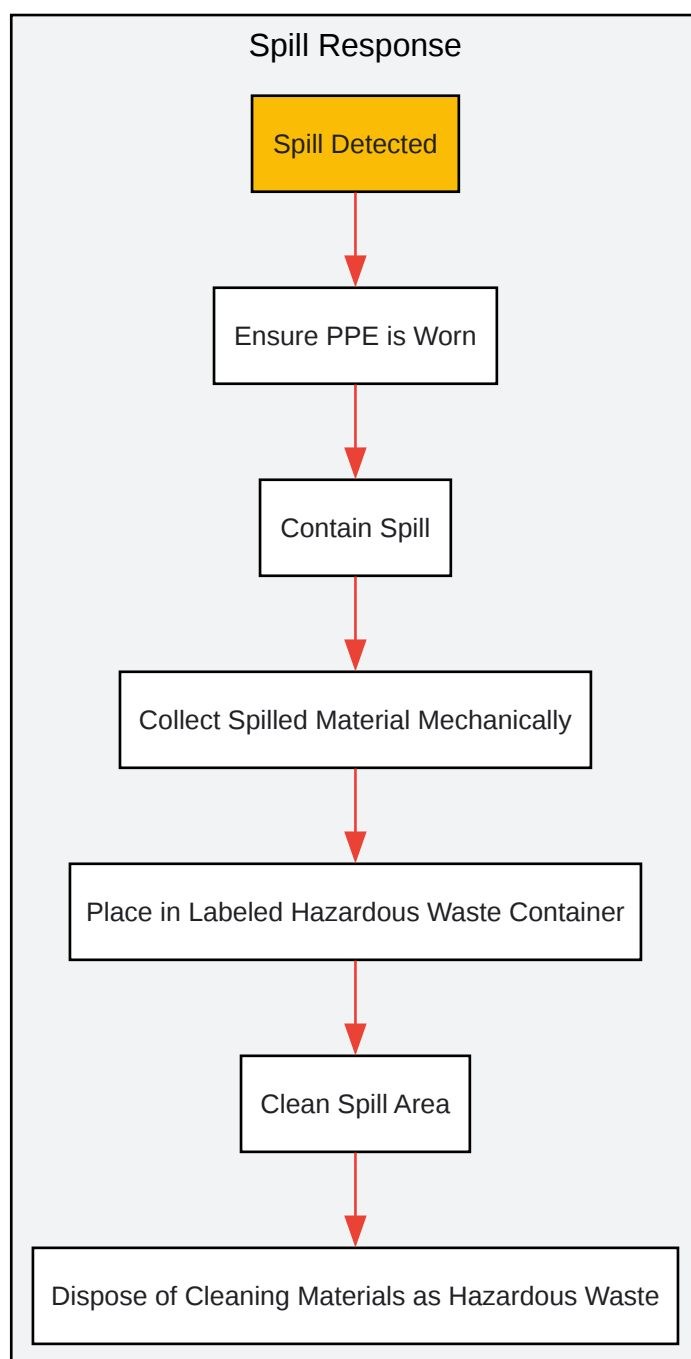 Spill Response
Spill Detected
Ensure PPE is Worn
Contain Spill
Collect Spilled Material Mechanically
Place in Labeled Hazardous Waste Container
Clean Spill Area
Dispose of Cleaning Materials as Hazardous Waste